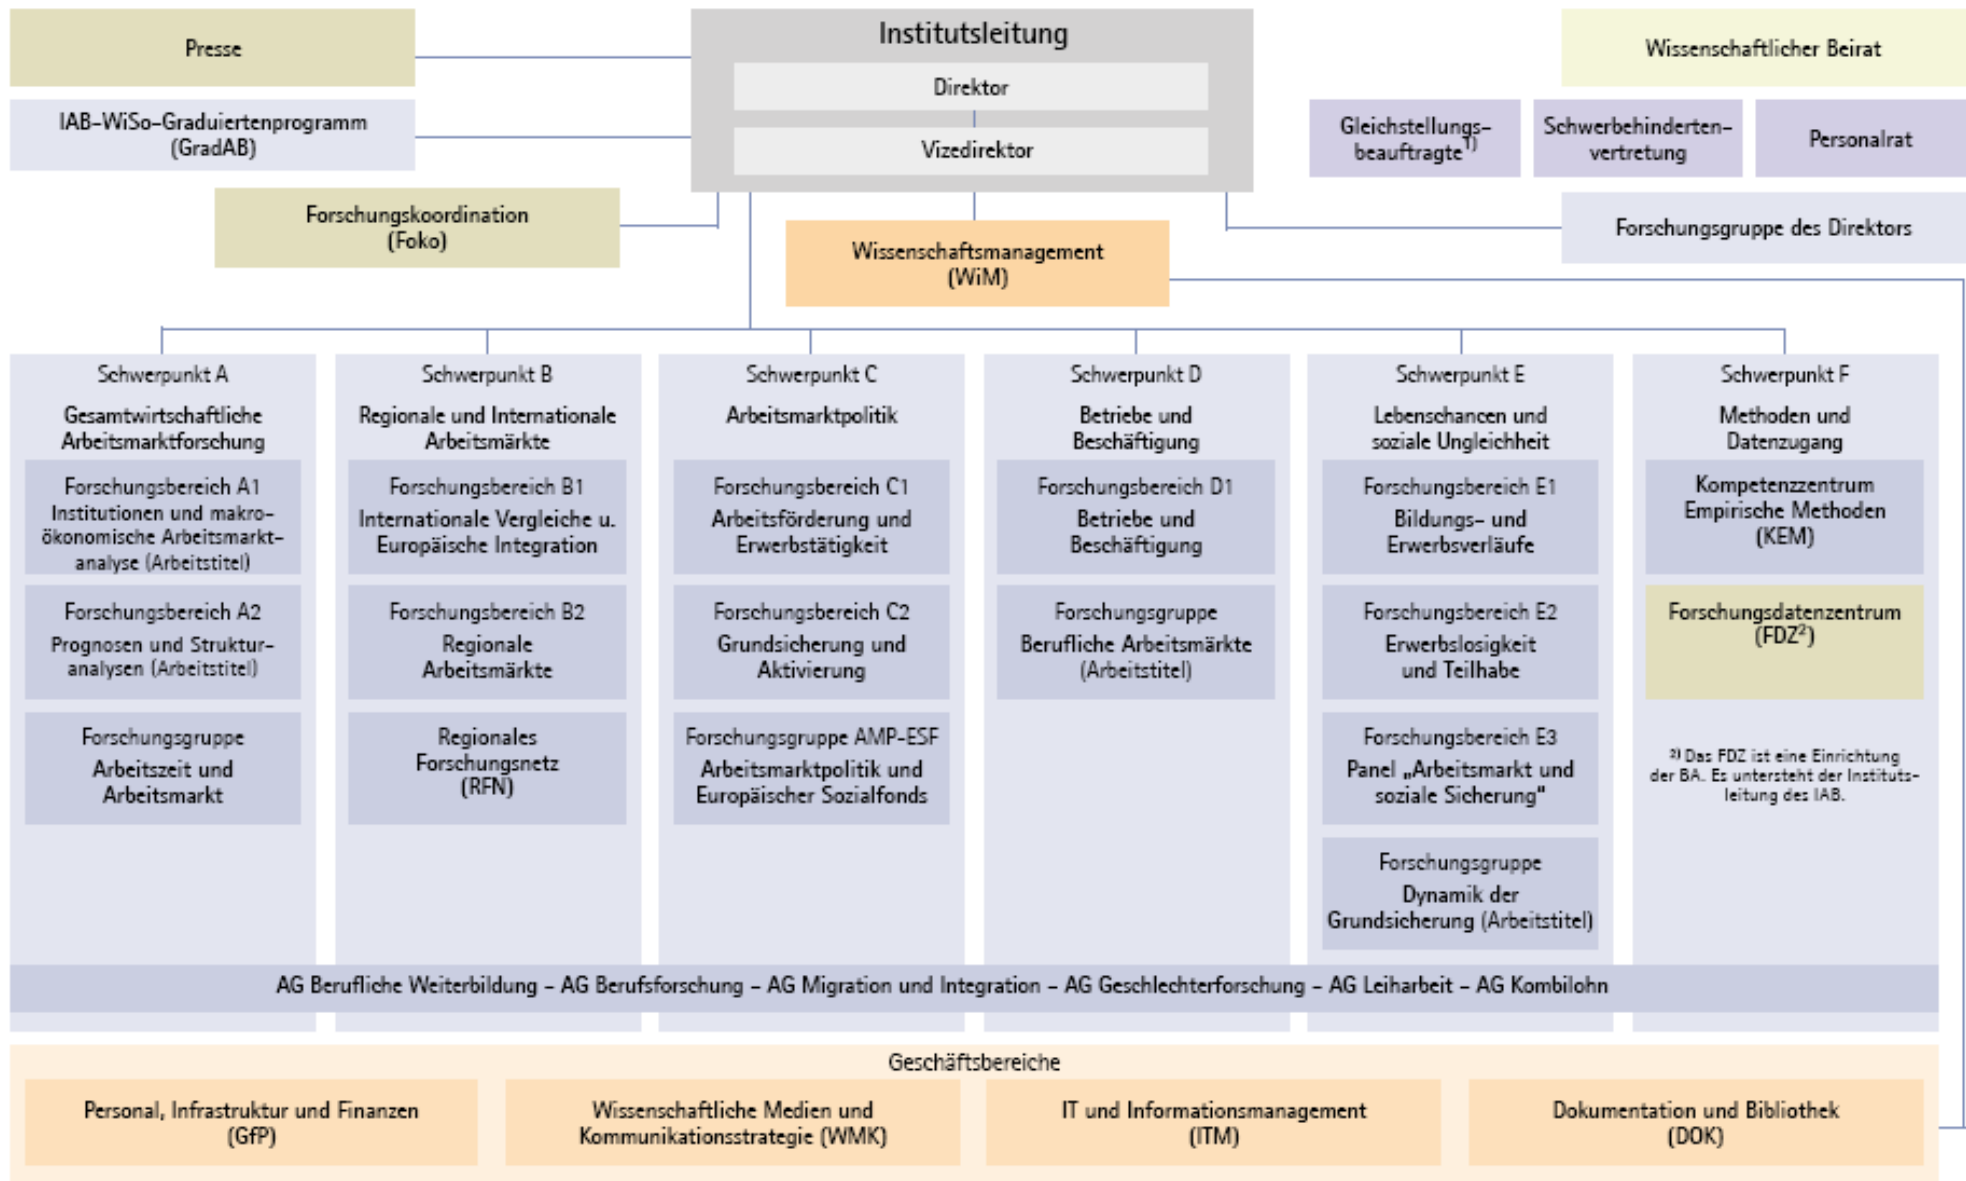 Institutsleitung
Direktor
Vizedirektor
Presse
IAB-WiSo-Graduiertenprogramm
(GradAB)
Forschungskoordination
(Foko)
Wissenschaftsmanagement
(WiM)
Wissenschaftlicher Beirat
Gleichstellungs-
beauftragte¹⁾
Schwerbehinderten-
vertretung
Personalrat
Forschungsgruppe des Direktors
Schwerpunkt A
Gesamtwirtschaftliche
Arbeitsmarktforschung
Forschungsbereich A1
Institutionen und makro-
ökonomische Arbeitsmarkt-
analyse (Arbeitstitel)
Forschungsbereich A2
Prognosen und Struktur-
analysen (Arbeitstitel)
Forschungsgruppe
Arbeitszeit und
Arbeitsmarkt
Schwerpunkt B
Regionale und Internationale
Arbeitsmärkte
Forschungsbereich B1
Internationale Vergleiche u.
Europäische Integration
Forschungsbereich B2
Regionale
Arbeitsmärkte
Regionales
Forschungsnetz
(RFN)
Schwerpunkt C
Arbeitsmarktpolitik
Forschungsbereich C1
Arbeitsförderung und
Erwerbstätigkeit
Forschungsbereich C2
Grundsicherung und
Aktivierung
Forschungsgruppe AMP-ESF
Arbeitsmarktpolitik und
Europäischer Sozialfonds
Schwerpunkt D
Betriebe und
Beschäftigung
Forschungsbereich D1
Betriebe und
Beschäftigung
Forschungsgruppe
Berufliche Arbeitsmärkte
(Arbeitstitel)
Schwerpunkt E
Lebenschancen und
soziale Ungleichheit
Forschungsbereich E1
Bildungs- und
Erwerbsverläufe
Forschungsbereich E2
Erwerbslosigkeit
und Teilhabe
Forschungsbereich E3
Panel „Arbeitsmarkt und
soziale Sicherung“
Forschungsgruppe
Dynamik der
Grundsicherung (Arbeitstitel)
Schwerpunkt F
Methoden und
Datenzugang
Kompetenzzentrum
Empirische Methoden
(KEM)
Forschungsdatenzentrum
(FDZ²)
²⁾ Das FDZ ist eine Einrichtung
der BA. Es untersteht der Instituts-
leitung des IAB.
AG Berufliche Weiterbildung – AG Berufsforschung – AG Migration und Integration – AG Geschlechterforschung – AG Leiharbeit – AG Kombilohn
Geschäftsbereiche
Personal, Infrastruktur und Finanzen
(GfP)
Wissenschaftliche Medien und
Kommunikationsstrategie (WMK)
IT und Informationsmanagement
(ITM)
Dokumentation und Bibliothek
(DOK)